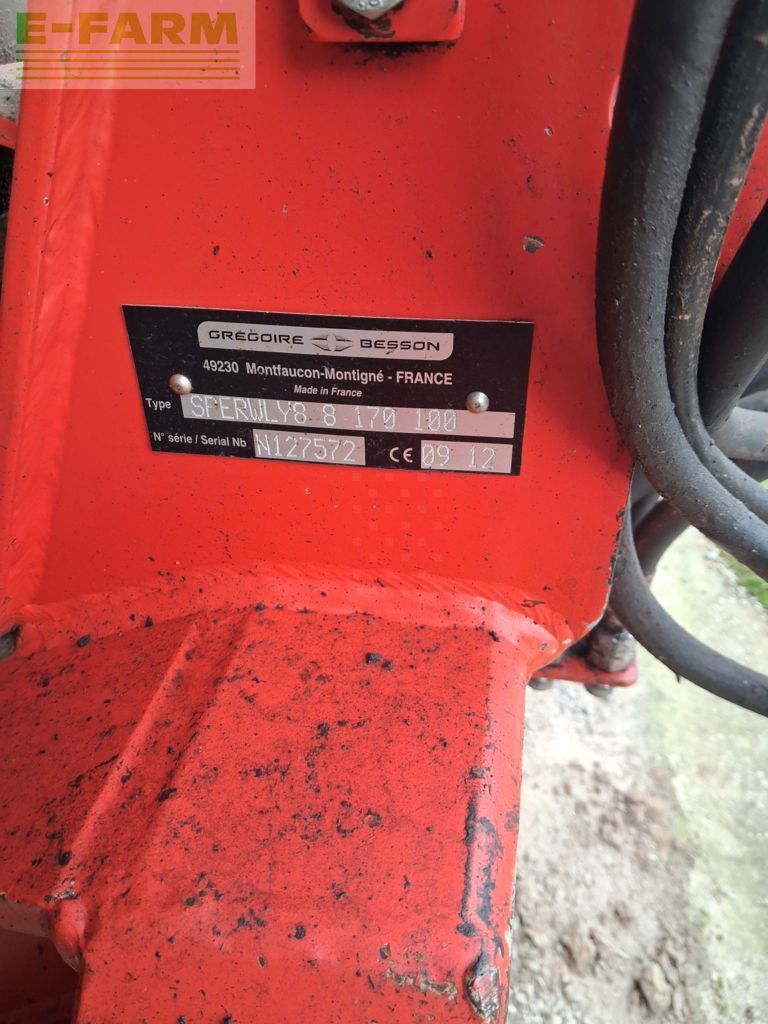 E-FARM
GRÉGOIRE BESSON
49230 Montfaucon-Montigné - FRANCE
Made in France
Type SPERWLY8 8 170 100
N° série / Serial Nb N127572 CE 09 12